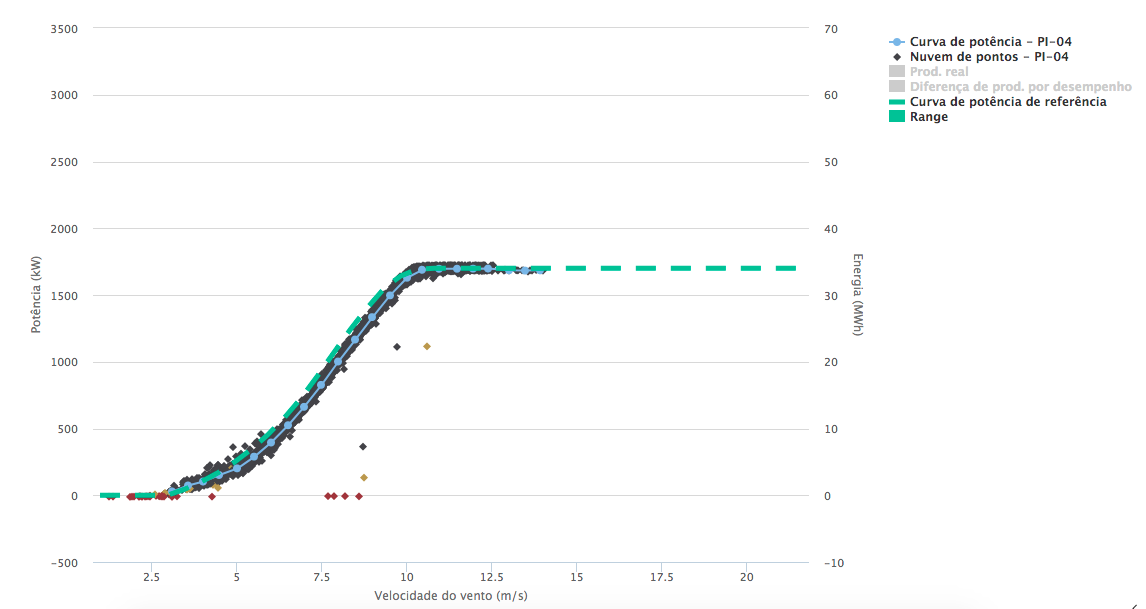 3500
3000
2500
2000
1500
1000
500
0
-500
Potência (kW)
2.5
5
7.5
10
12.5
15
17.5
20
Velocidade do vento (m/s)
70
60
50
40
30
20
10
0
-10
Energia (MWh)
Curva de potência - PI-04
Nuvem de pontos - PI-04
Prod. real
Diferença de prod. por desempenho
Curva de potência de referência
Range